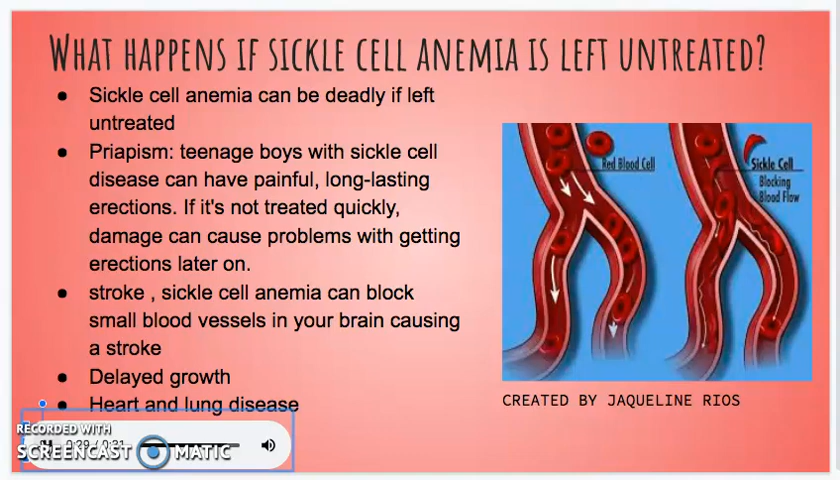 WHAT HAPPENS IF SICKLE CELL ANEMIA IS LEFT UNTREATED?
● Sickle cell anemia can be deadly if left
untreated
● Priapism: teenage boys with sickle cell
disease can have painful, long-lasting
erections. If it's not treated quickly,
damage can cause problems with getting
erections later on.
● stroke , sickle cell anemia can block
small blood vessels in your brain causing
a stroke
● Delayed growth
● Heart and lung disease
Red Blood Cell
Sickle Cell
Blocking
Blood Flow
CREATED BY JAQUELINE RIOS
RECORDED WITH
SCREENCAST MATIC